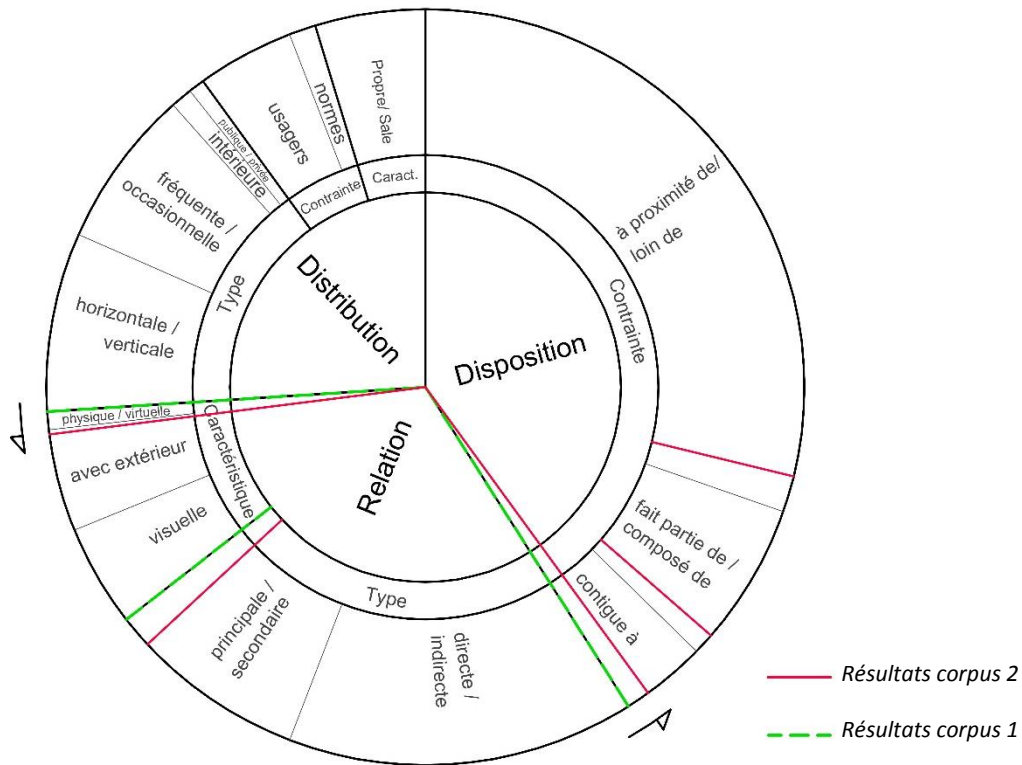 Disposition
Contrainte
à proximité de/
loin de
fait partie de /
composé de
contigue à
Relation
Type
directe /
indirecte
principale /
secondaire
Caractéristique
visuelle
avec extérieur
physique / virtuelle
Distribution
Type
horizontale /
verticale
fréquente /
occasionnelle
intérieure
publique / privée
Contrainte
usagers
normes
Caract.
Propre/ Sale
Résultats corpus 2
Résultats corpus 1